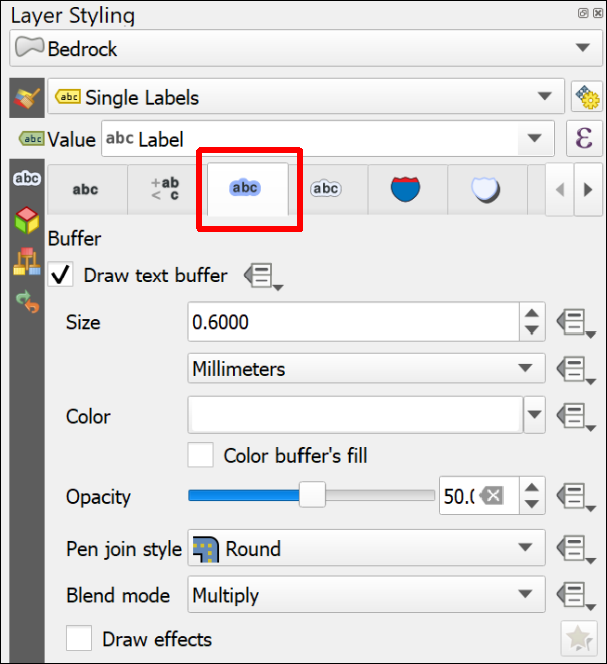 Layer Styling
Bedrock
abc Single Labels
abc Value abc Label ε
abc abc +ab < c abc abc
Buffer
Draw text buffer
Size 0.6000
Millimeters
Color
Color buffer's fill
Opacity 50.0
Pen join style Round
Blend mode Multiply
Draw effects